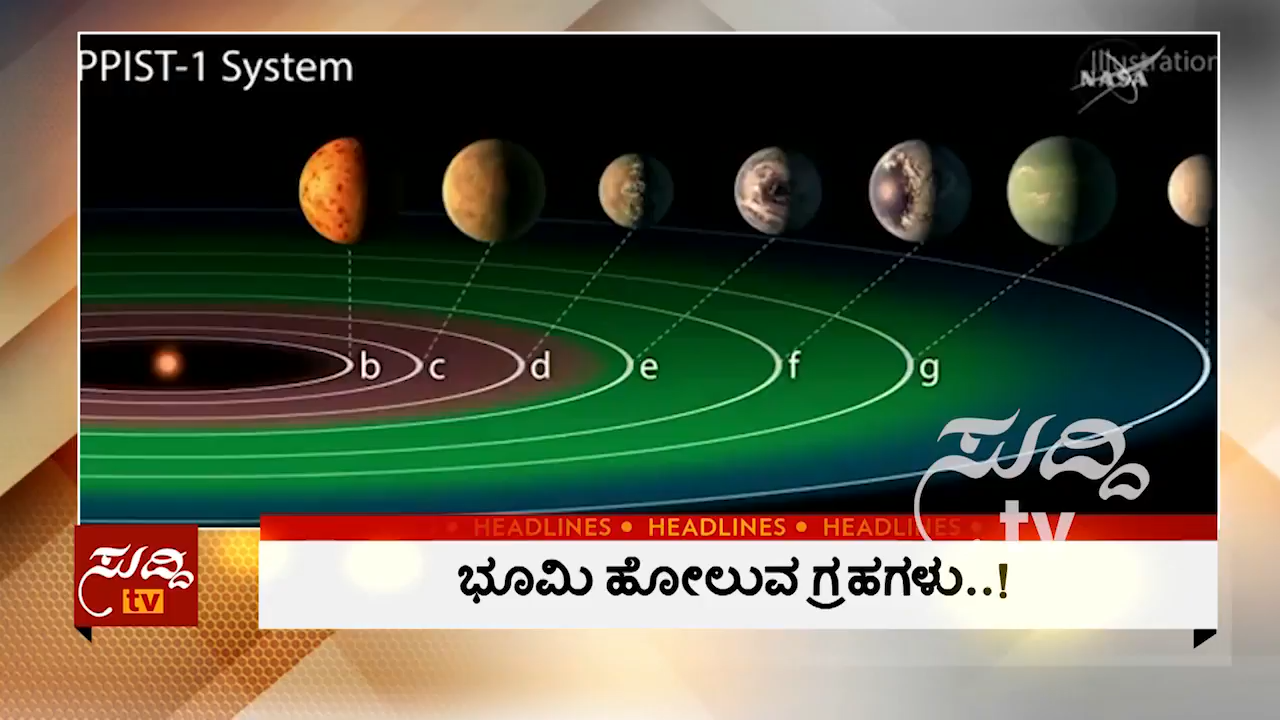 PPIST-1 System
Illustration
NASA
b c d e f g
ಸುದ್ದಿ
tv
HEADLINES • HEADLINES • HEADLINES
ಸುದ್ದಿ
tv
ಭೂಮಿ ಹೋಲುವ ಗ್ರಹಗಳು..!